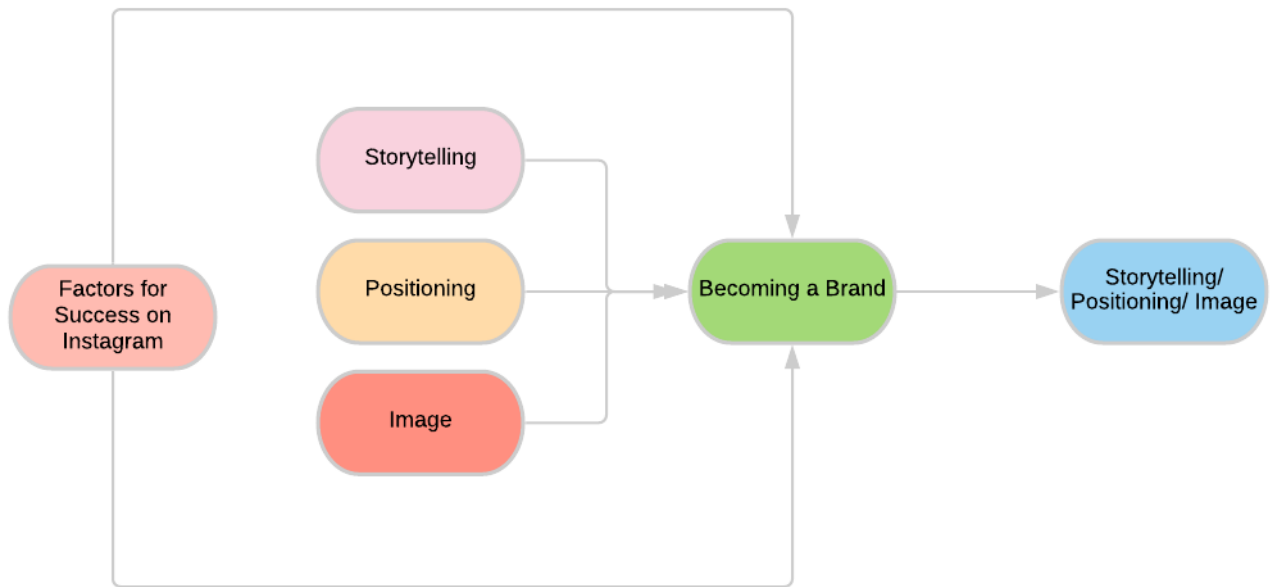 Factors for
Success on
Instagram
Storytelling
Positioning
Image
Becoming a Brand
Storytelling/
Positioning/ Image